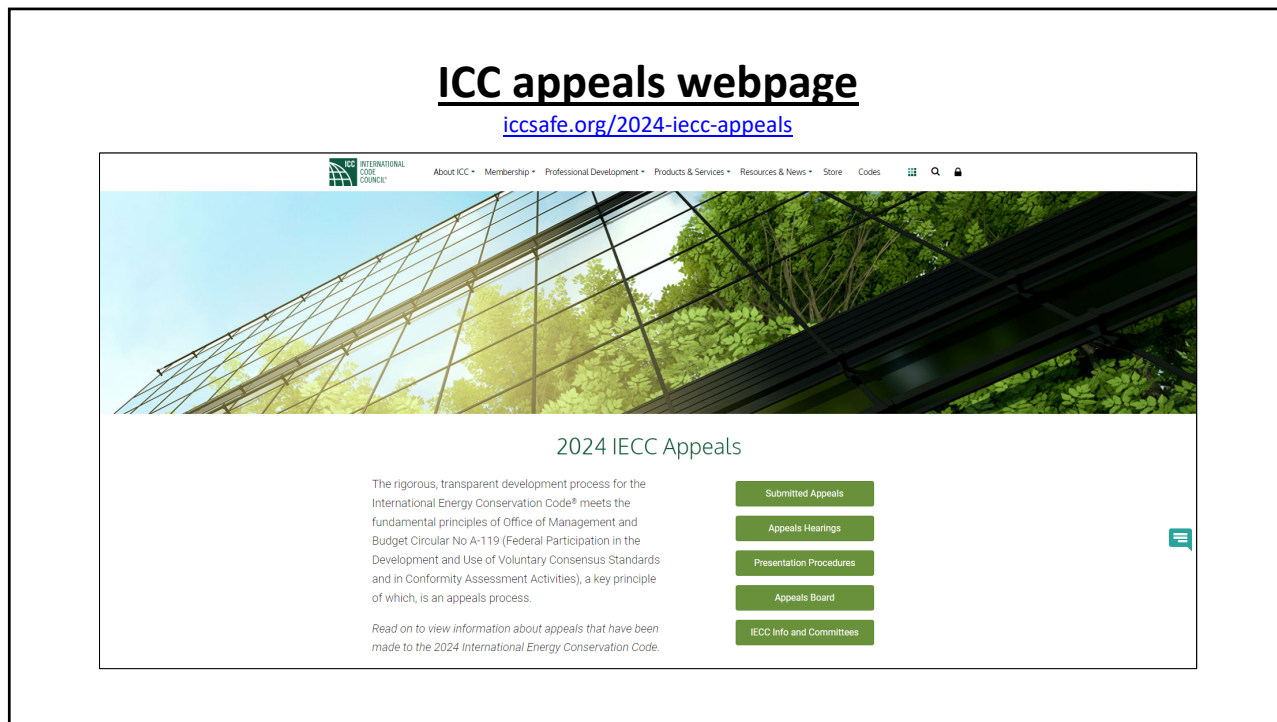 ICC appeals webpage
iccsafe.org/2024-iecc-appeals
ICC INTERNATIONAL
CODE
COUNCIL®
About ICC Membership Professional Development Products & Services Resources & News Store Codes
2024 IECC Appeals
The rigorous, transparent development process for the
International Energy Conservation Code® meets the
fundamental principles of Office of Management and
Budget Circular No A-119 (Federal Participation in the
Development and Use of Voluntary Consensus Standards
and in Conformity Assessment Activities), a key principle
of which, is an appeals process.
Read on to view information about appeals that have been
made to the 2024 International Energy Conservation Code.
Submitted Appeals
Appeals Hearings
Presentation Procedures
Appeals Board
IECC Info and Committees